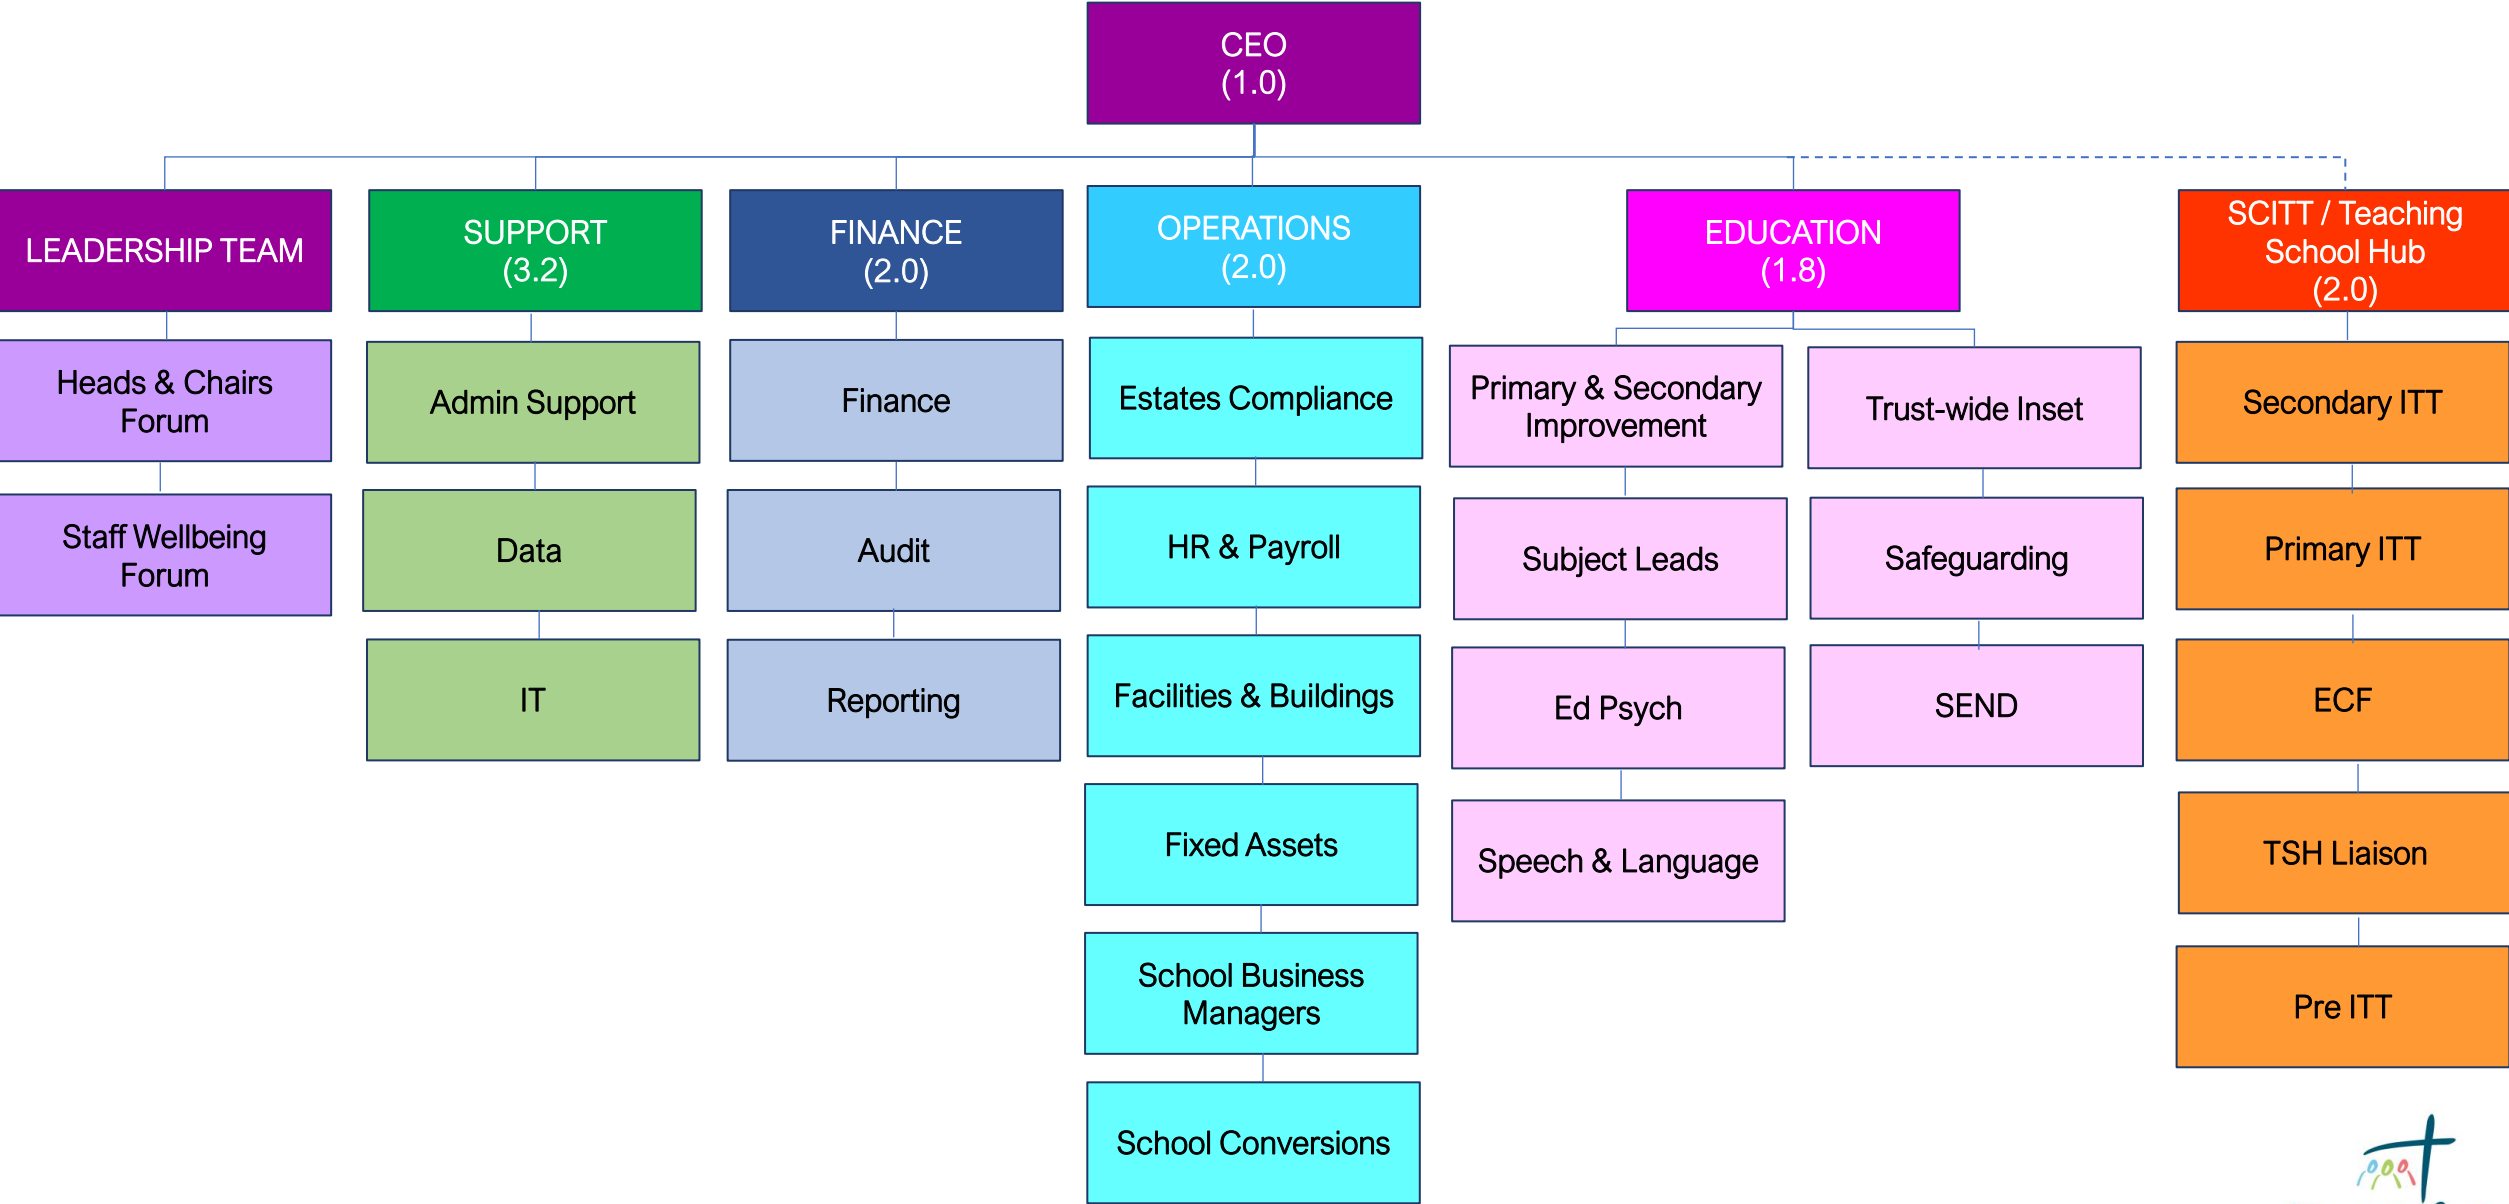 CEO
(1.0)
LEADERSHIP TEAM
Heads & Chairs
Forum
Staff Wellbeing
Forum
SUPPORT
(3.2)
Admin Support
Data
IT
FINANCE
(2.0)
Finance
Audit
Reporting
OPERATIONS
(2.0)
Estates Compliance
HR & Payroll
Facilities & Buildings
Fixed Assets
School Business
Managers
School Conversions
EDUCATION
(1.8)
Primary & Secondary
Improvement
Subject Leads
Ed Psych
Speech & Language
Trust-wide Inset
Safeguarding
SEND
SCITT / Teaching
School Hub
(2.0)
Secondary ITT
Primary ITT
ECF
TSH Liaison
Pre ITT